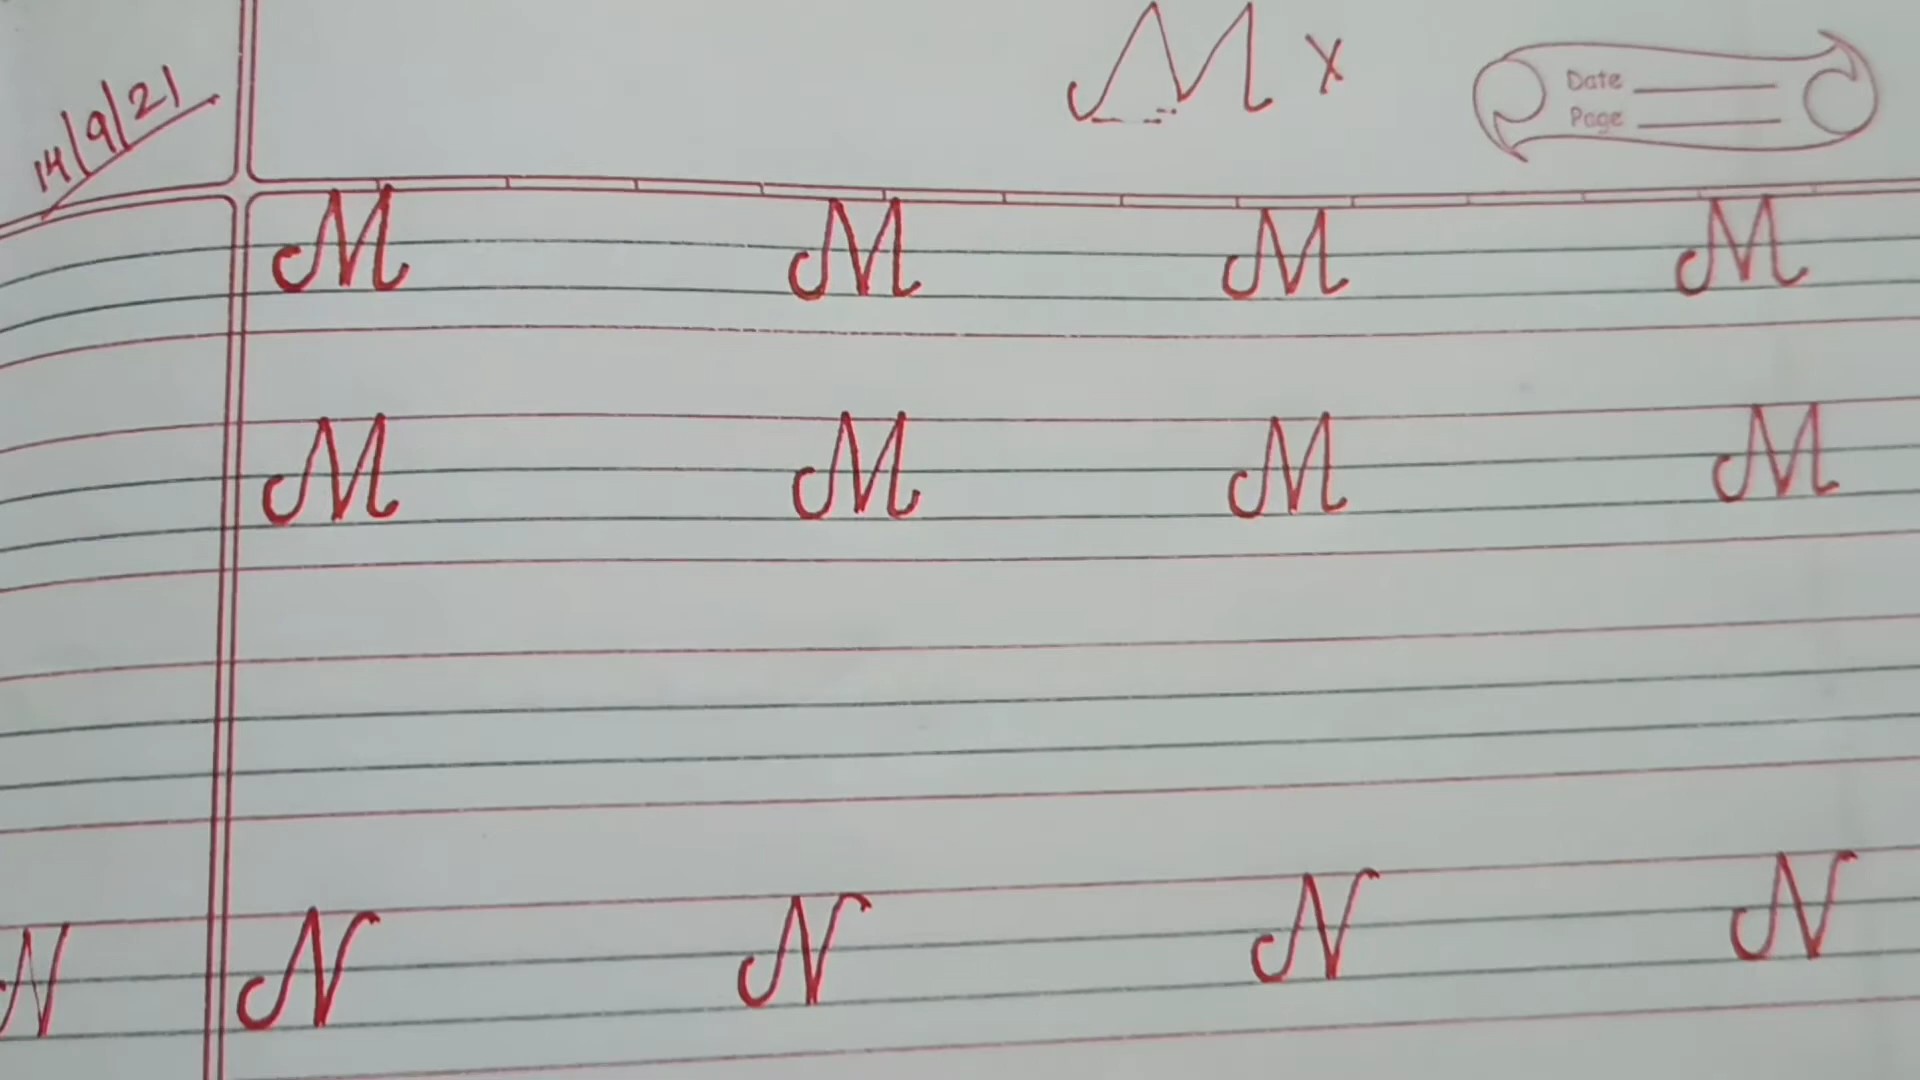 M x
Date
Page
14/9/21
M M M M
M M M M
N N N N N